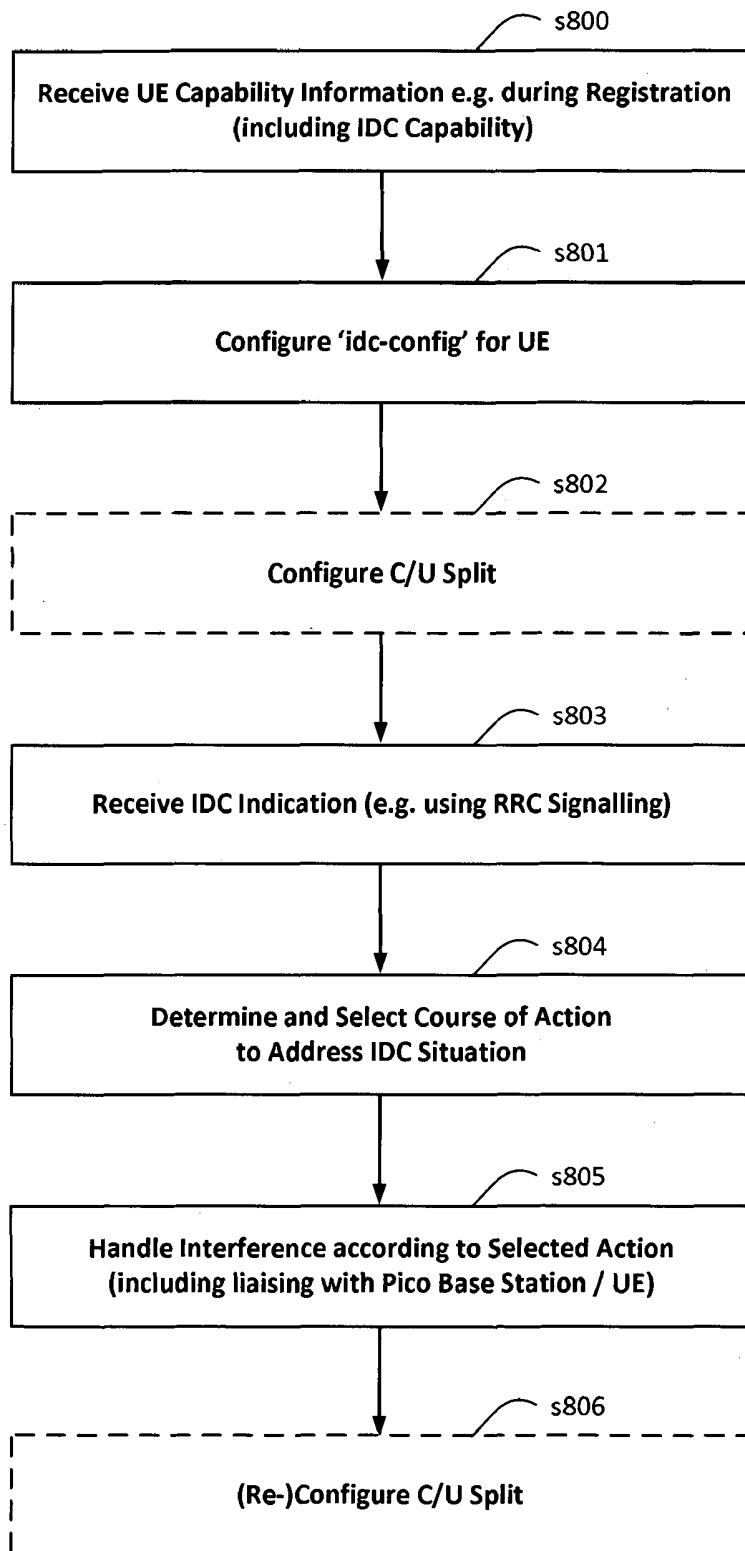 s800
Receive UE Capability Information e.g. during Registration
(including IDC Capability)
s801
Configure ‘idc-config’ for UE
s802
Configure C/U Split
s803
Receive IDC Indication (e.g. using RRC Signalling)
s804
Determine and Select Course of Action
to Address IDC Situation
s805
Handle Interference according to Selected Action
(including liaising with Pico Base Station / UE)
s806
(Re-)Configure C/U Split